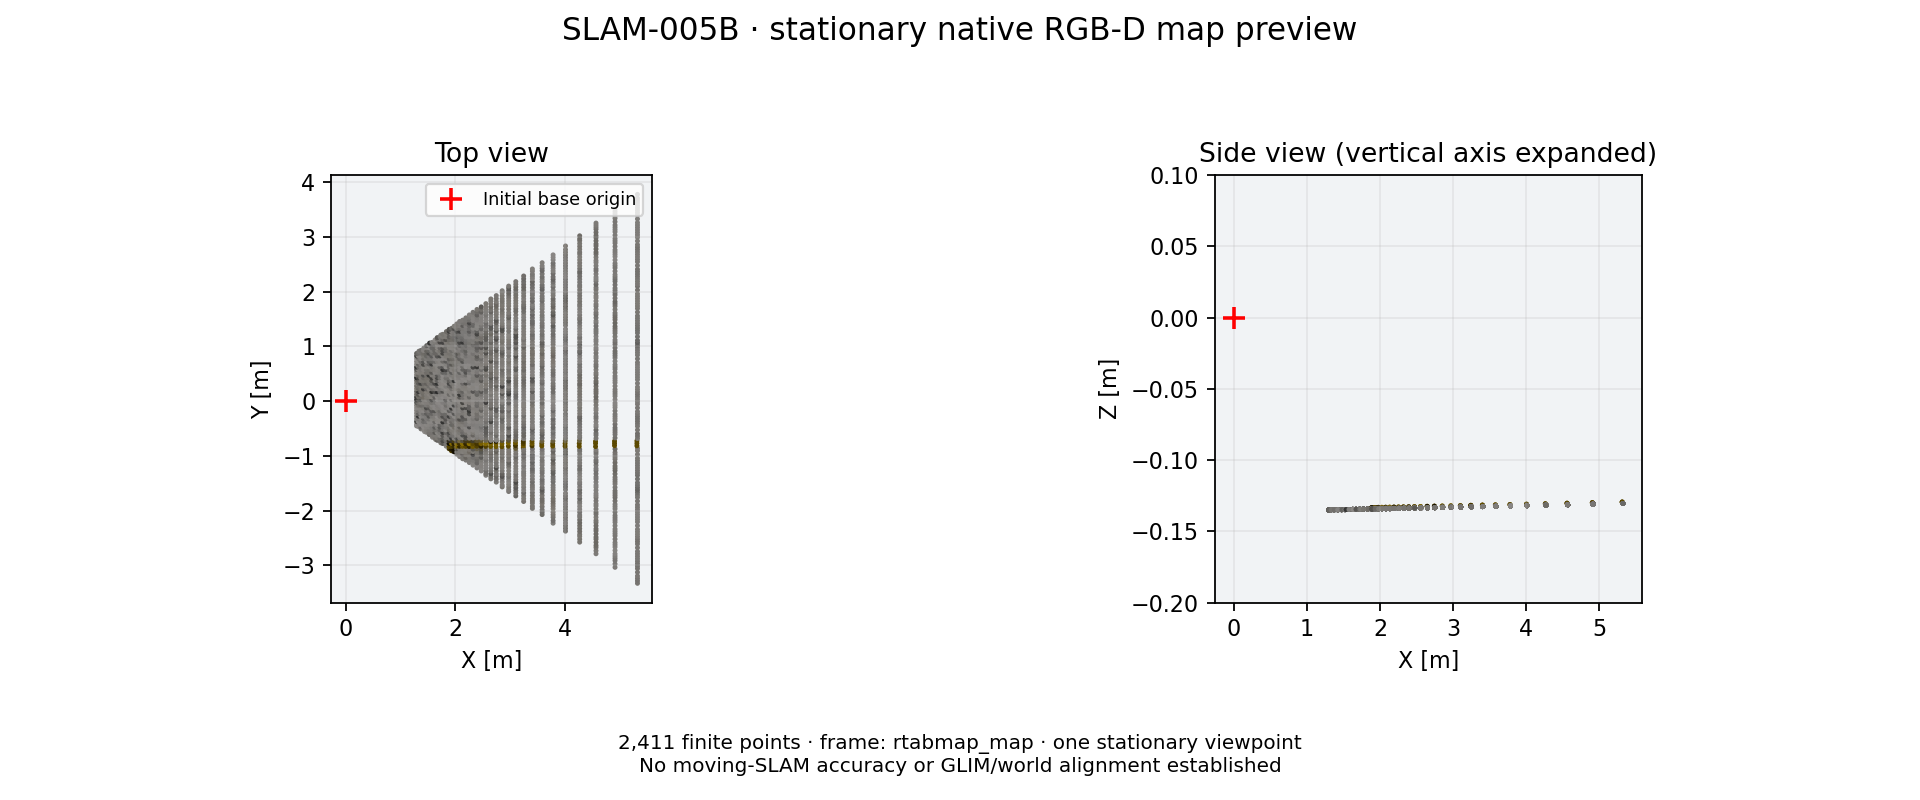 SLAM-005B · stationary native RGB-D map preview
Top view
Initial base origin
4
3
2
1
0
−1
−2
−3
Y [m]
0 2 4
X [m]
Side view (vertical axis expanded)
0.10
0.05
0.00
−0.05
−0.10
−0.15
−0.20
Z [m]
0 1 2 3 4 5
X [m]
2,411 finite points · frame: rtabmap_map · one stationary viewpoint
No moving-SLAM accuracy or GLIM/world alignment established